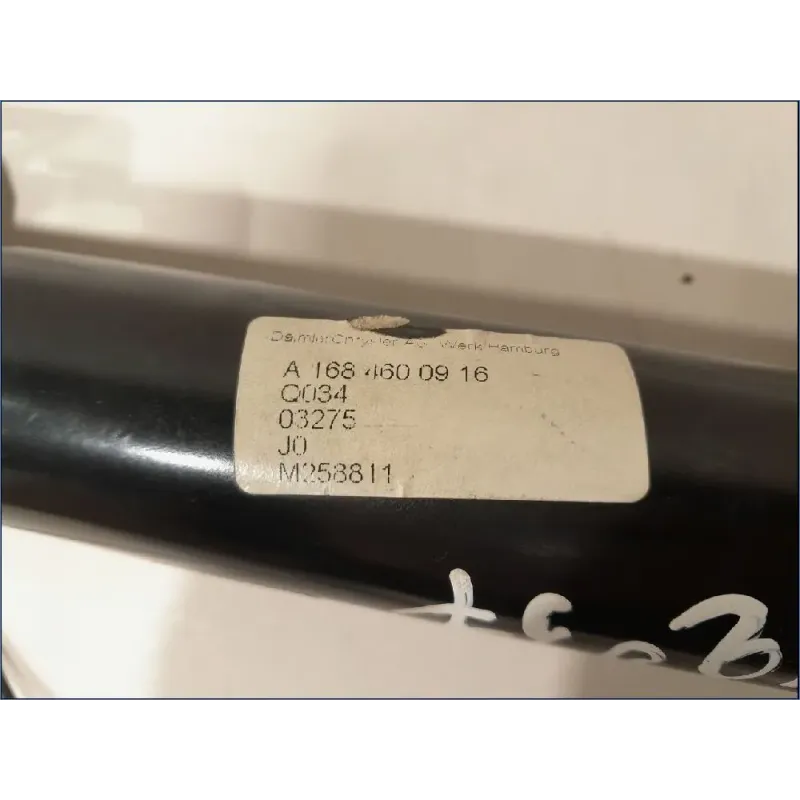 DaimlerChrysler AG Werk Hamburg
A 168 460 09 16
Q034
03275
J0
M258811